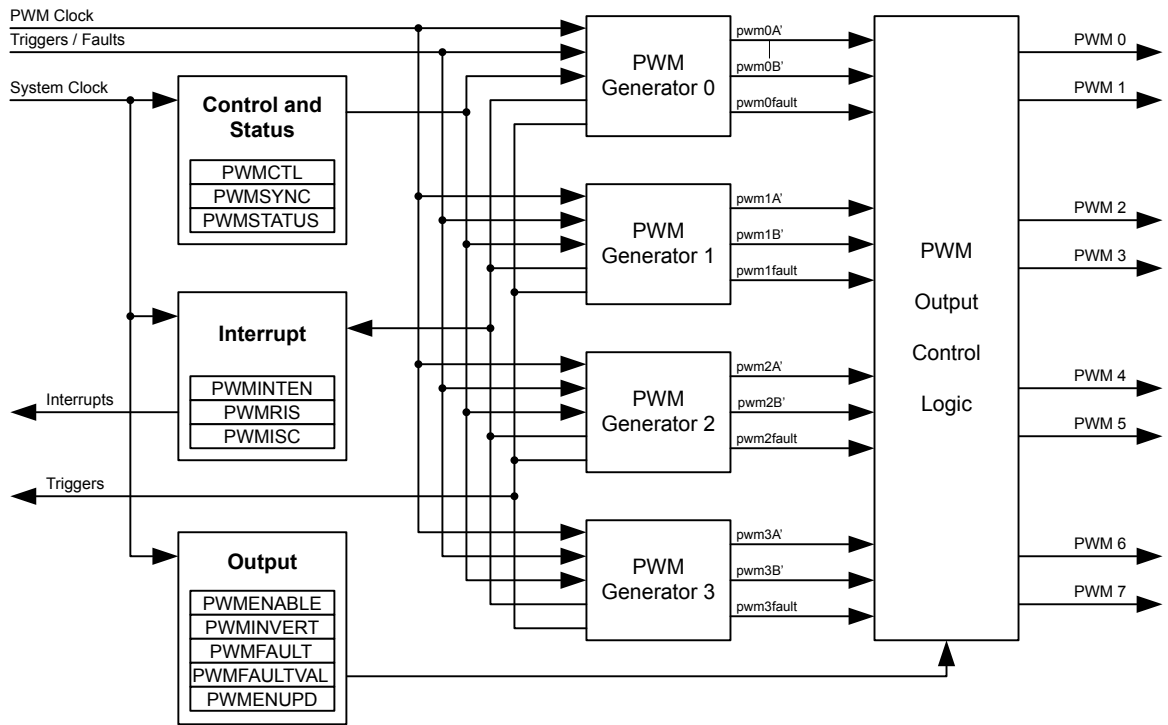 PWM Clock
Triggers / Faults
System Clock
Control and
Status
PWMCTL
PWMSYNC
PWMSTATUS
Interrupt
PWMINTEN
PWMRIS
PWMISC
Interrupts
Triggers
Output
PWMENABLE
PWMINVERT
PWMFAULT
PWMFAULTVAL
PWMENUPD
PWM
Generator 0
pwm0A’
pwm0B’
pwm0fault
PWM
Generator 1
pwm1A’
pwm1B’
pwm1fault
PWM
Generator 2
pwm2A’
pwm2B’
pwm2fault
PWM
Generator 3
pwm3A’
pwm3B’
pwm3fault
PWM
Output
Control
Logic
PWM 0
PWM 1
PWM 2
PWM 3
PWM 4
PWM 5
PWM 6
PWM 7